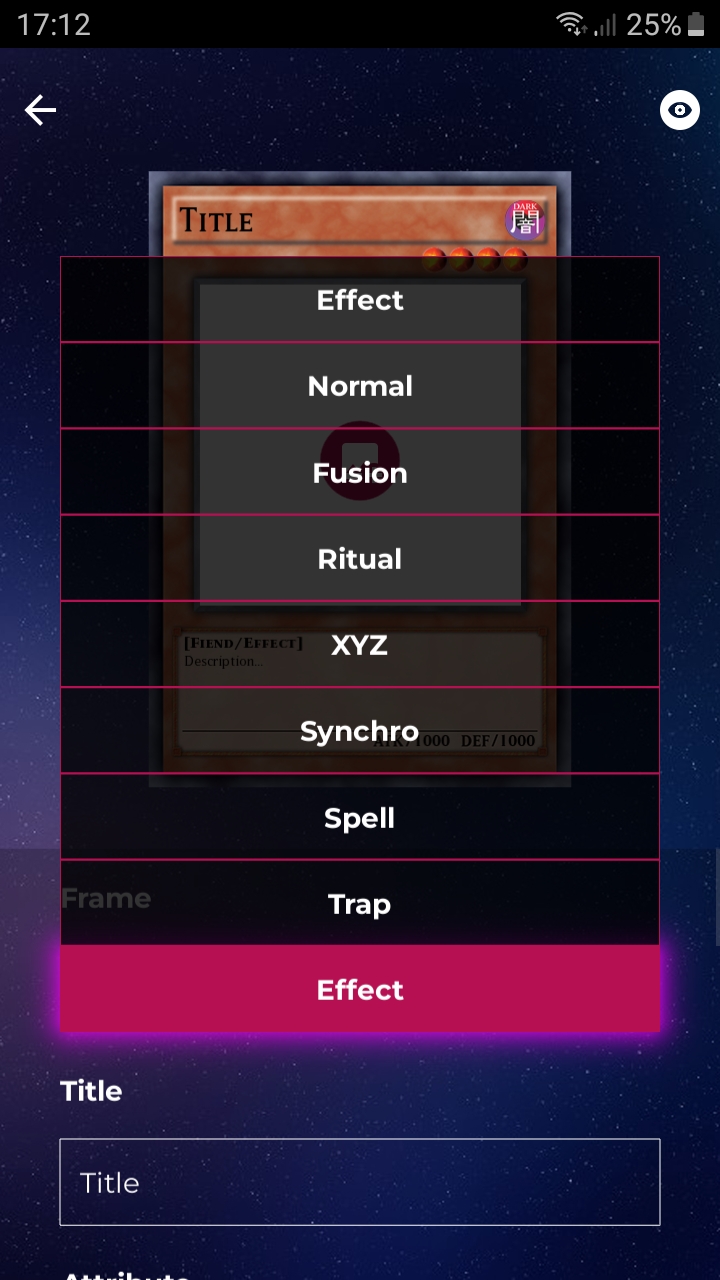 17:12
25%
TITLE
DARK
闇
Effect
Normal
Fusion
Ritual
[FIEND/EFFECT]
XYZ
Description...
Synchro
ATK/1000 DEF/1000
Spell
Frame
Trap
Effect
Title
Title
Attribute